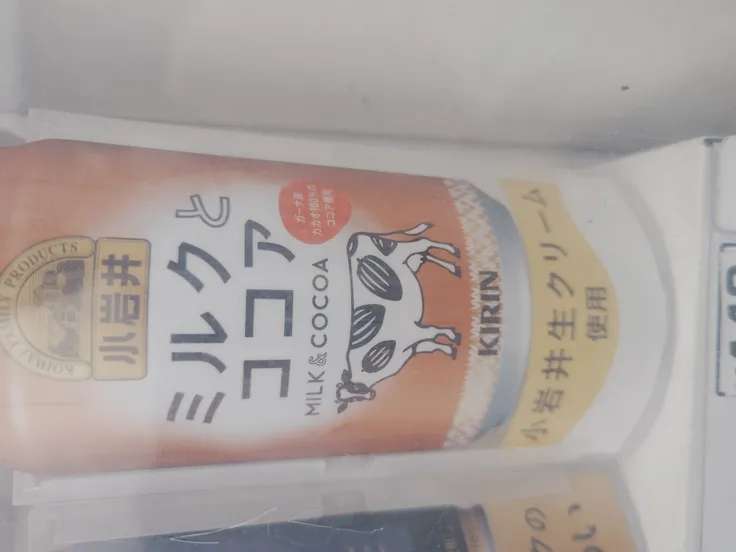 KOIWAI DAIRY PRODUCTS
小岩井
ミルクと
ココア
MILK & COCOA
ガーナ産
カカオ100%の
ココア使用
KIRIN
小岩井生クリーム
使用